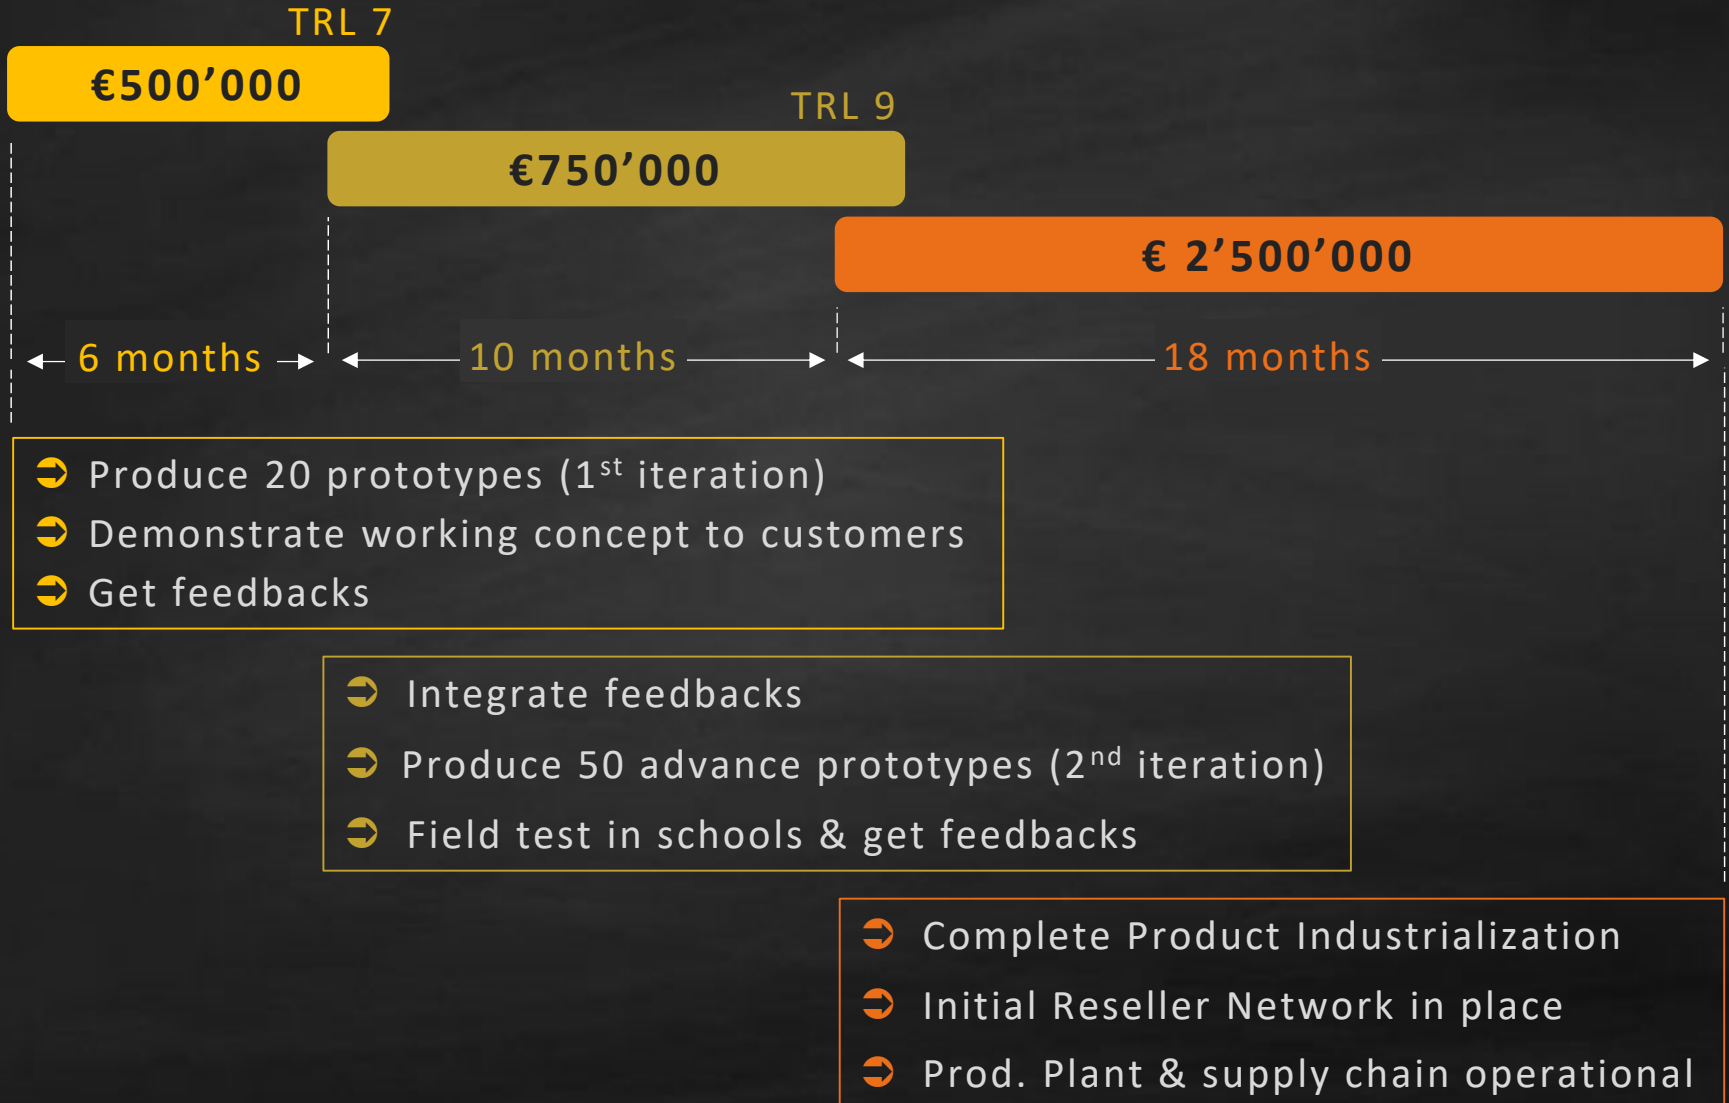 TRL 7
€500’000
TRL 9
€750’000
€ 2’500’000
6 months
10 months
18 months
Produce 20 prototypes (1st iteration)
Demonstrate working concept to customers
Get feedbacks
Integrate feedbacks
Produce 50 advance prototypes (2nd iteration)
Field test in schools & get feedbacks
Complete Product Industrialization
Initial Reseller Network in place
Prod. Plant & supply chain operational